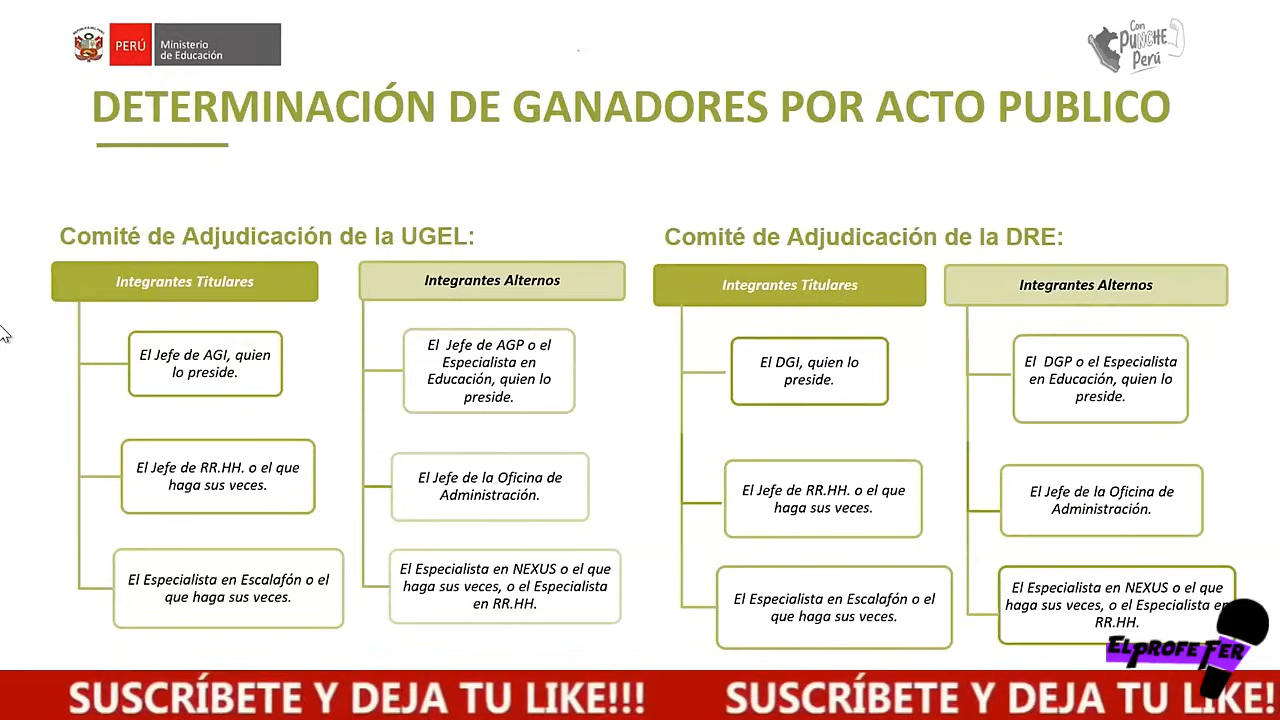 PERÚ
Ministerio
de Educación
Con
PUNCHE
Perú
DETERMINACIÓN DE GANADORES POR ACTO PUBLICO
Comité de Adjudicación de la UGEL:
Integrantes Titulares
El Jefe de AGI, quien
lo preside.
El Jefe de RR.HH. o el que
haga sus veces.
El Especialista en Escalafón o el
que haga sus veces.
Integrantes Alternos
El Jefe de AGP o el
Especialista en
Educación, quien lo
preside.
El Jefe de la Oficina de
Administración.
El Especialista en NEXUS o el que
haga sus veces, o el Especialista
en RR.HH.
Comité de Adjudicación de la DRE:
Integrantes Titulares
El DGI, quien lo
preside.
El Jefe de RR.HH. o el que
haga sus veces.
El Especialista en Escalafón o el
que haga sus veces.
Integrantes Alternos
El DGP o el Especialista
en Educación, quien lo
preside.
El Jefe de la Oficina de
Administración.
El Especialista en NEXUS o el que
haga sus veces, o el Especialista en
RR.HH.
ELPROFE FER
SUSCRÍBETE Y DEJA TU LIKE!!! SUSCRÍBETE Y DEJA TU LIKE!